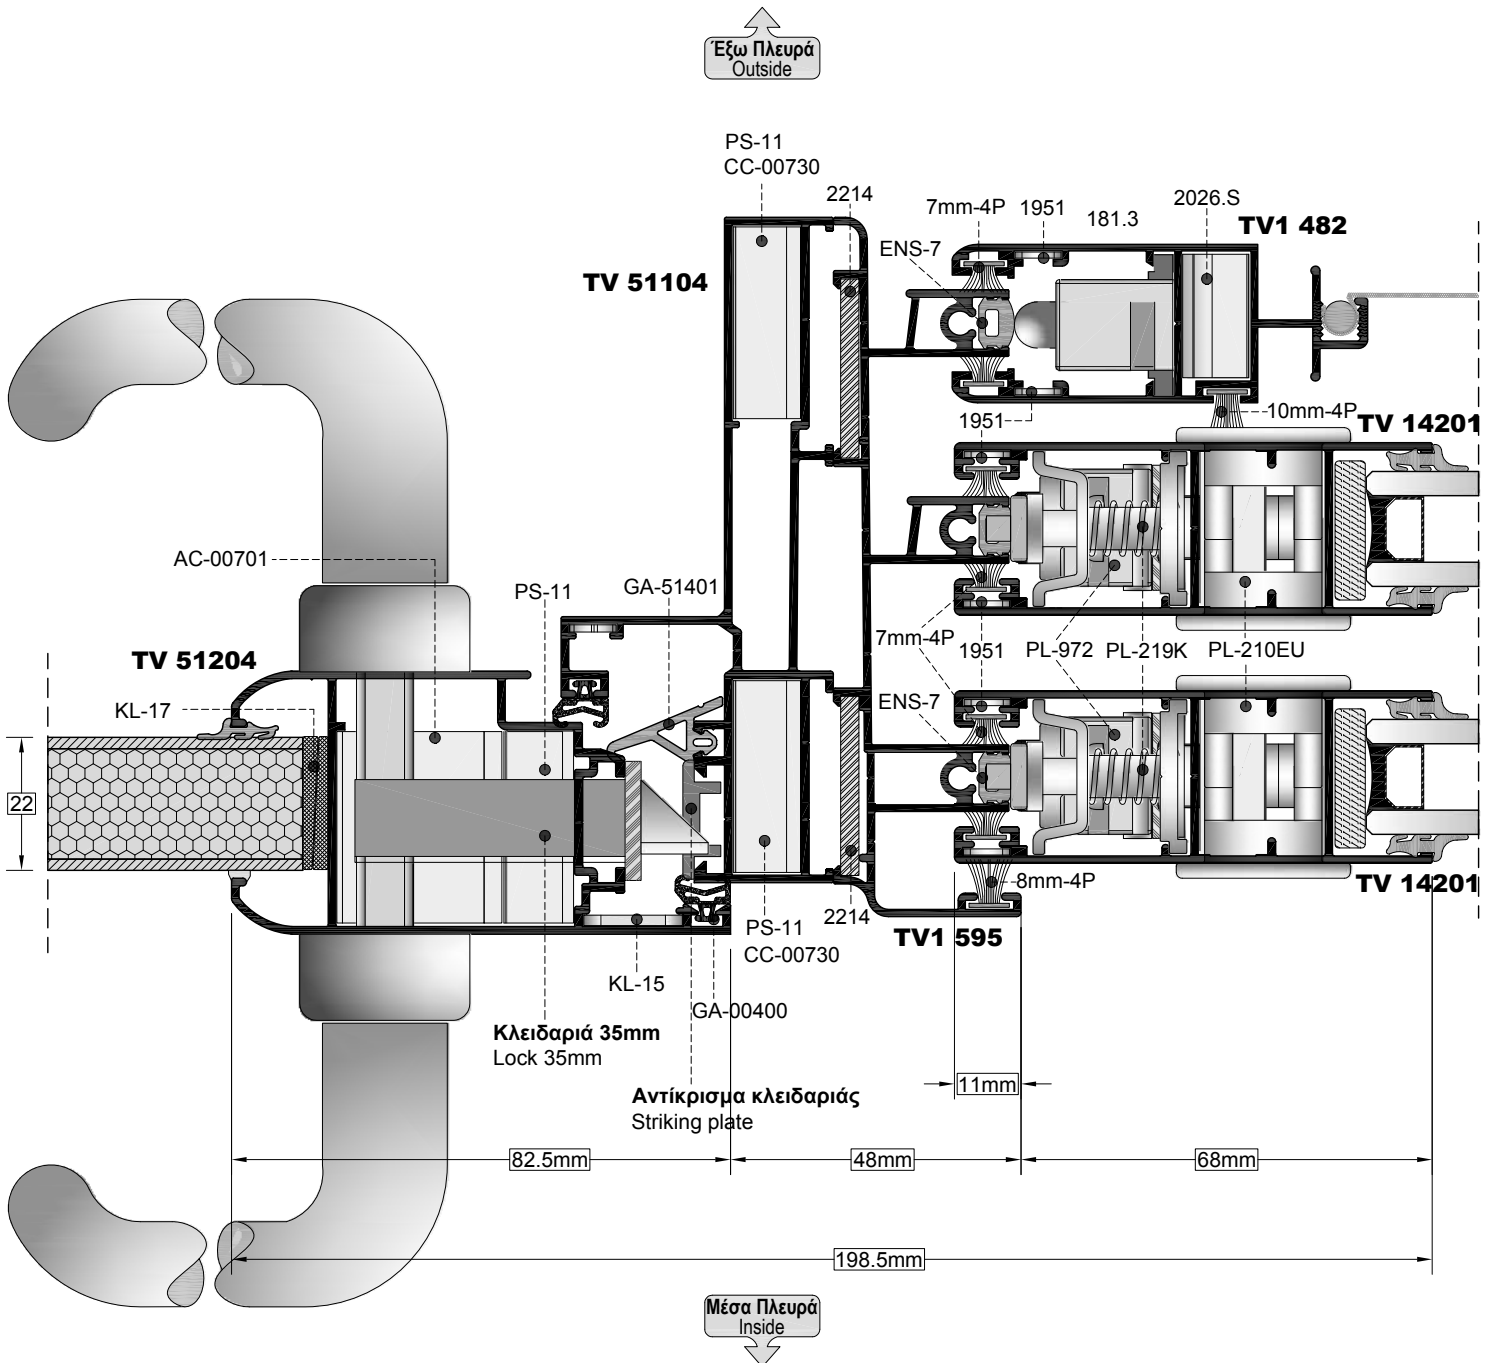 Έξω Πλευρά
Outside
PS-11
CC-00730
2214
7mm-4P
1951
181.3
2026.S
TV1 482
ENS-7
TV 51104
1951
10mm-4P
TV 14201
AC-00701
PS-11
GA-51401
7mm-4P
1951
PL-972
PL-219K
PL-210EU
TV 51204
KL-17
ENS-7
22
8mm-4P
TV 14201
2214
PS-11
CC-00730
TV1 595
KL-15
GA-00400
Κλειδαριά 35mm
Lock 35mm
11mm
Αντίκρισμα κλειδαριάς
Striking plate
82.5mm
48mm
68mm
198.5mm
Μέσα Πλευρά
Inside